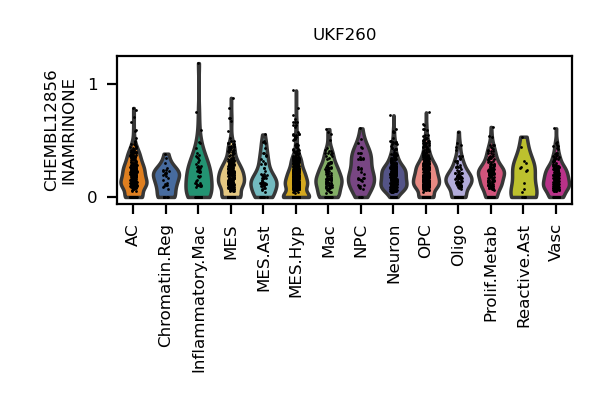 UKF260
CHEMBL12856
INAMRINONE
1
0
AC
Chromatin.Reg
Inflammatory.Mac
MES
MES.Ast
MES.Hyp
Mac
NPC
Neuron
OPC
Oligo
Prolif.Metab
Reactive.Ast
Vasc